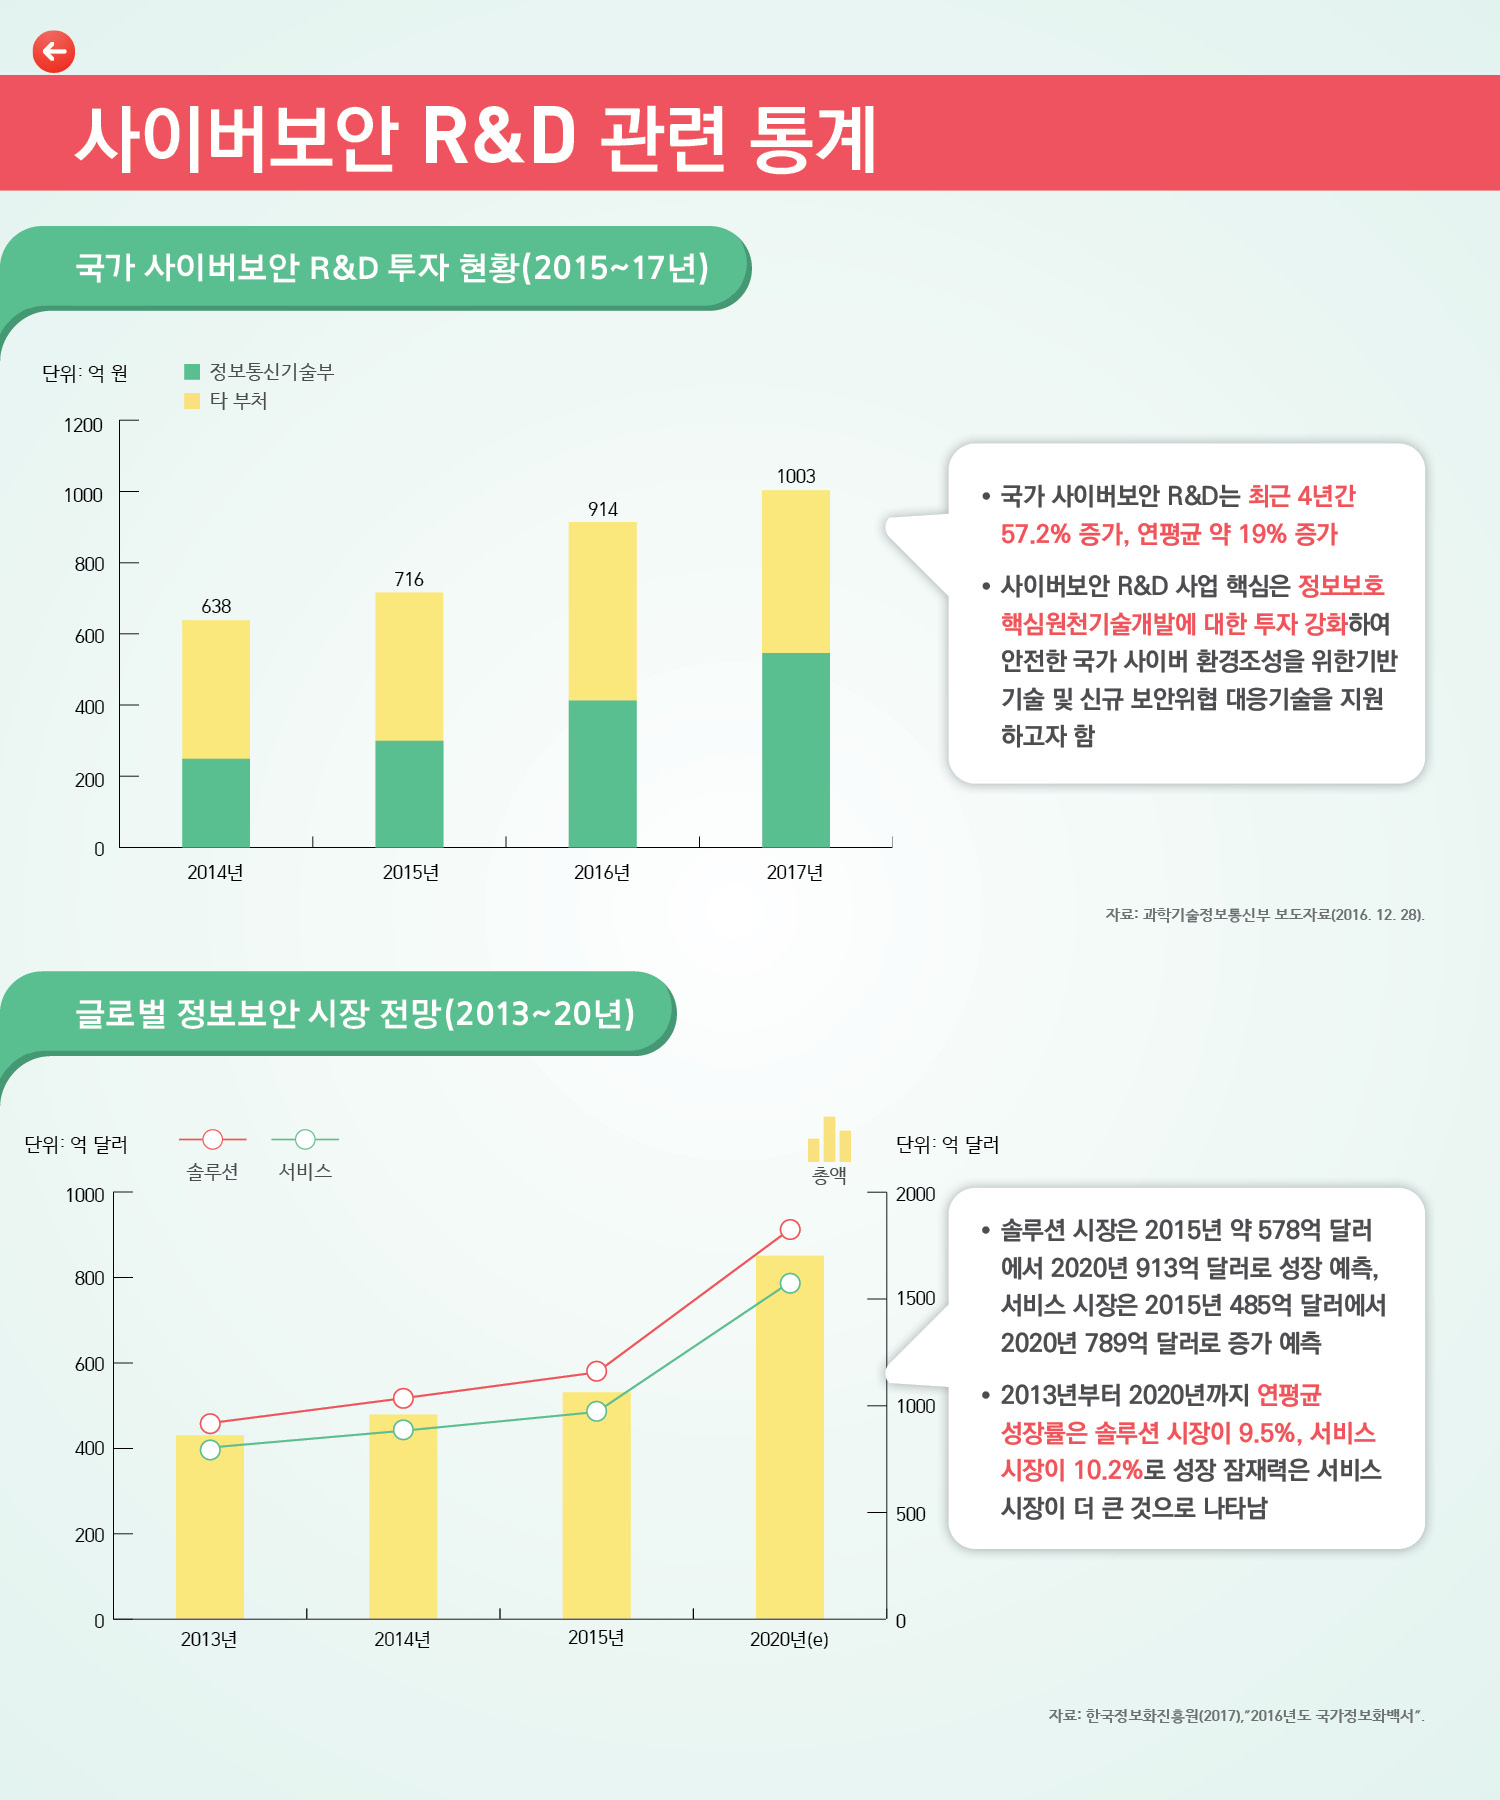 사이버보안 R&D 관련 통계
국가 사이버보안 R&D 투자 현황(2015~17년)
단위: 억 원
정보통신기술부
타 부처
1200
1000
800
600
400
200
0
638
716
914
1003
2014년
2015년
2016년
2017년
• 국가 사이버보안 R&D는 최근 4년간
57.2% 증가, 연평균 약 19% 증가
• 사이버보안 R&D 사업 핵심은 정보보호
핵심원천기술개발에 대한 투자 강화하여
안전한 국가 사이버 환경조성을 위한기반
기술 및 신규 보안위협 대응기술을 지원
하고자 함
자료: 과학기술정보통신부 보도자료(2016. 12. 28).
글로벌 정보보안 시장 전망(2013~20년)
단위: 억 달러
솔루션
서비스
총액
단위: 억 달러
1000
800
600
400
200
0
2000
1500
1000
500
0
2013년
2014년
2015년
2020년(e)
• 솔루션 시장은 2015년 약 578억 달러
에서 2020년 913억 달러로 성장 예측,
서비스 시장은 2015년 485억 달러에서
2020년 789억 달러로 증가 예측
• 2013년부터 2020년까지 연평균
성장률은 솔루션 시장이 9.5%, 서비스
시장이 10.2%로 성장 잠재력은 서비스
시장이 더 큰 것으로 나타남
자료: 한국정보화진흥원(2017),"2016년도 국가정보화백서".